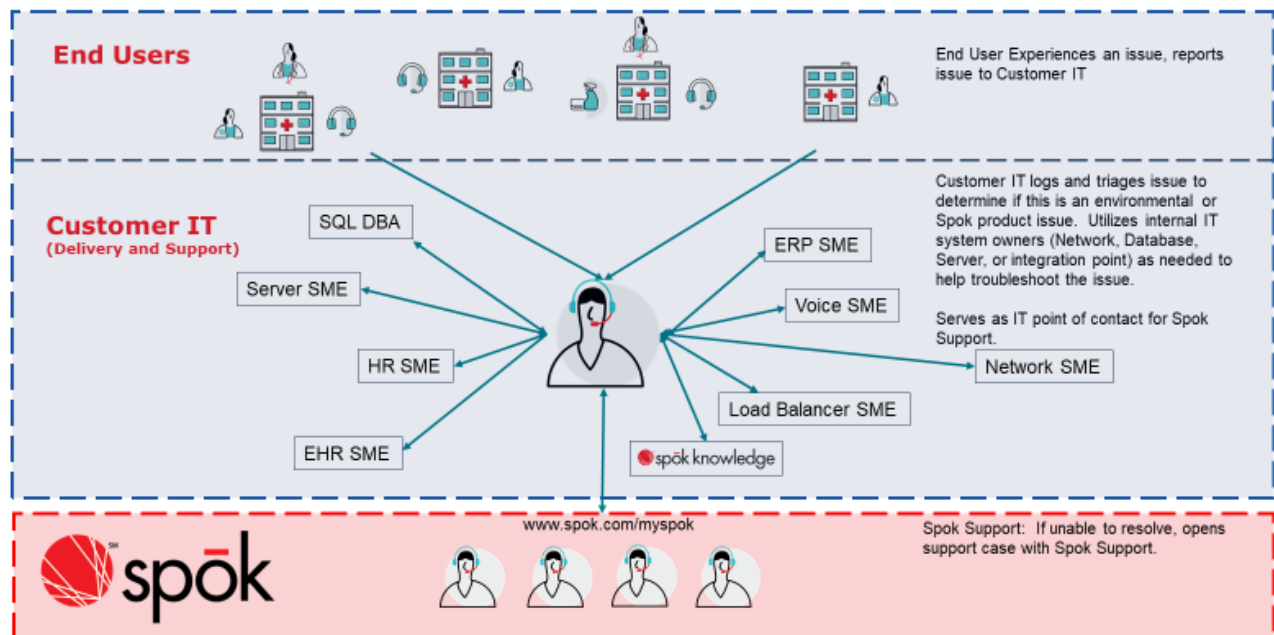 End Users
End User Experiences an issue, reports
issue to Customer IT
Customer IT
(Delivery and Support)
SQL DBA
Server SME
HR SME
EHR SME
ERP SME
Voice SME
Network SME
Load Balancer SME
spōk knowledge
Customer IT logs and triages issue to
determine if this is an environmental or
Spok product issue. Utilizes internal IT
system owners (Network, Database,
Server, or integration point) as needed to
help troubleshoot the issue.
Serves as IT point of contact for Spok
Support.
www.spok.com/myspok
SM
spōk
Spok Support: If unable to resolve, opens
support case with Spok Support.